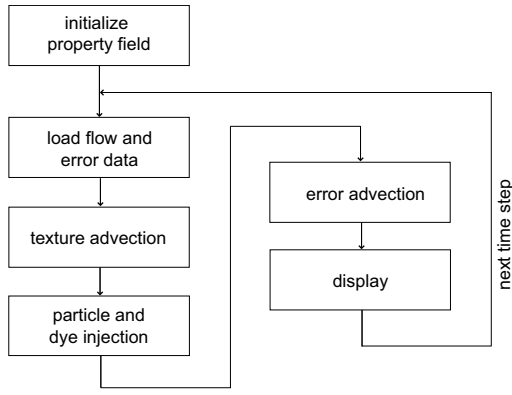 initialize
property field
load flow and
error data
texture advection
particle and
dye injection
error advection
display
next time step